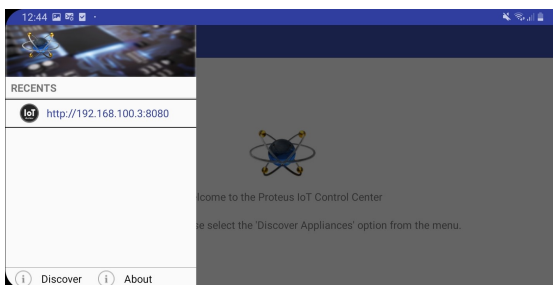 12:44
RECENTS
IoT http://192.168.100.3:8080
lcome to the Proteus IoT Control Center
select the 'Discover Appliances' option from the menu.
i Discover i About